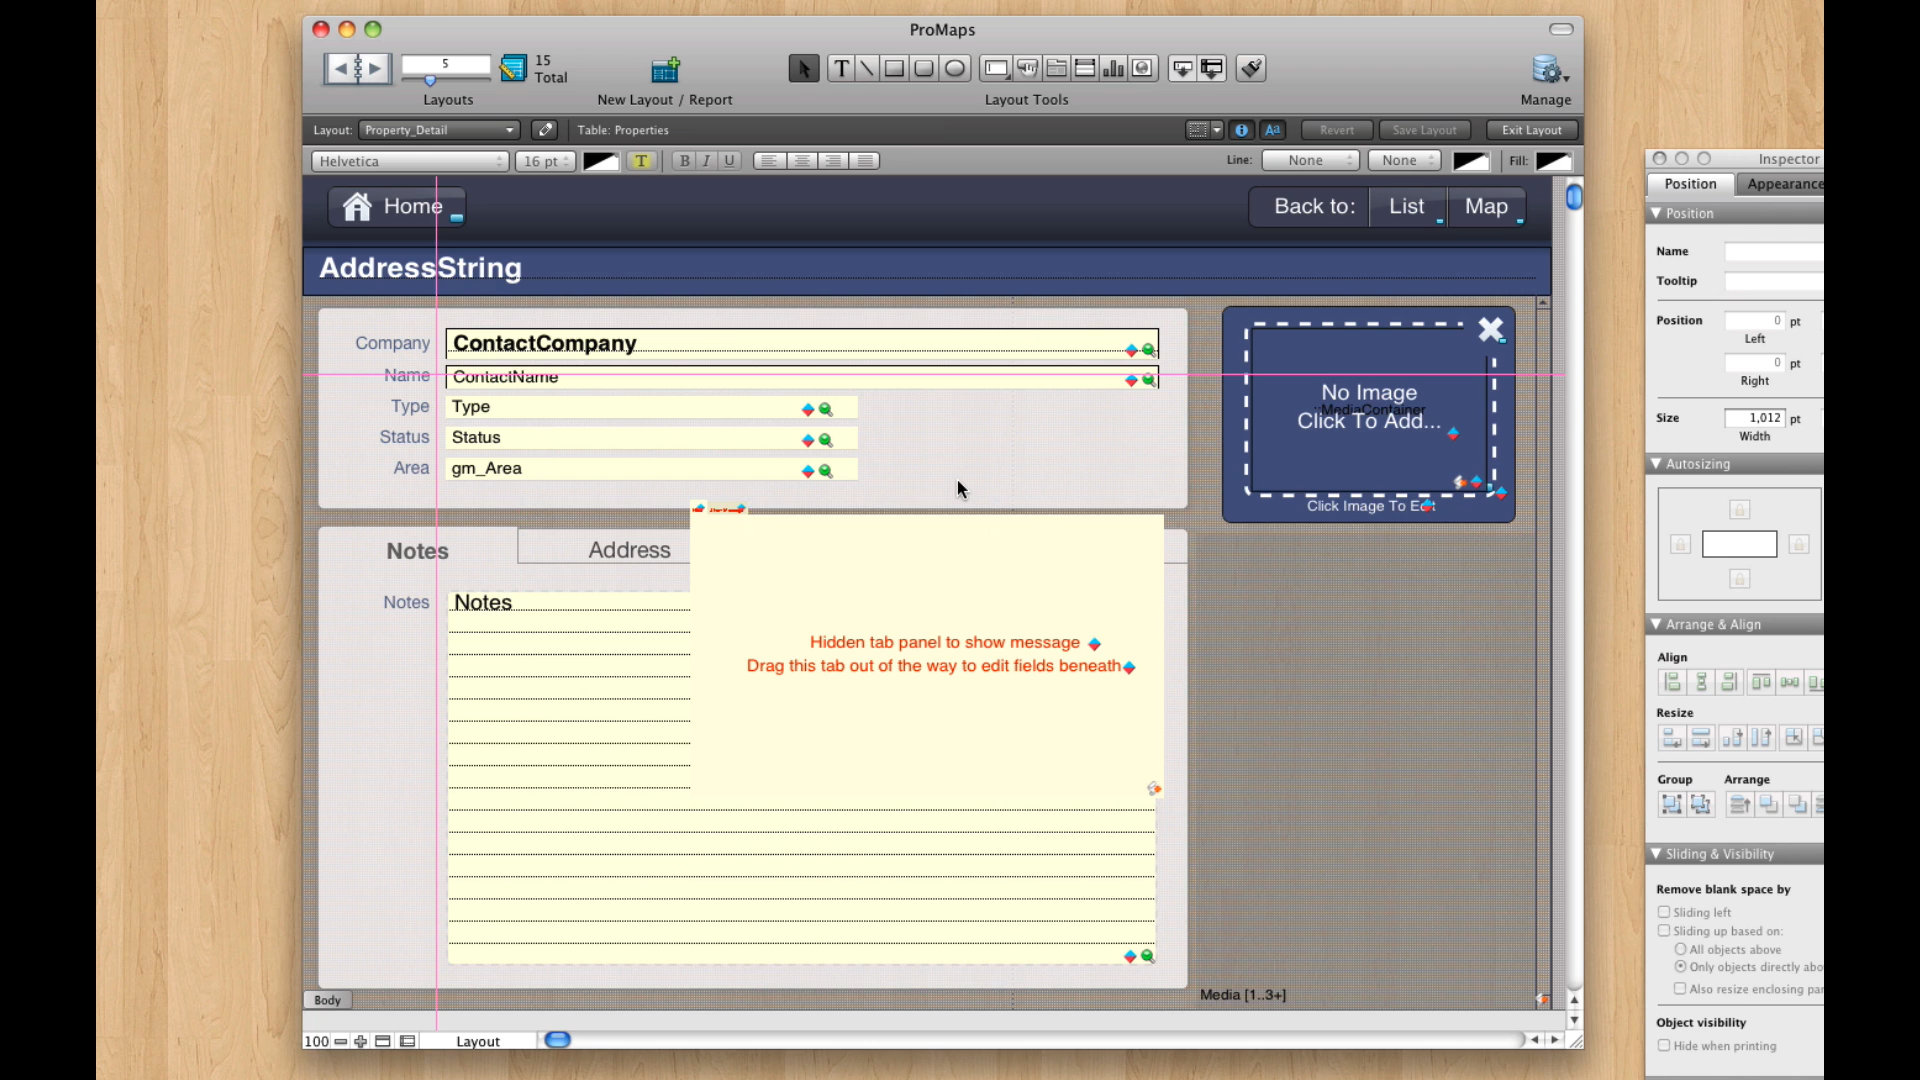 ProMaps
5
15
Total
Layouts
New Layout / Report
Layout Tools
Manage
Layout:
Property_Detail
Table: Properties
Aa
Revert
Save Layout
Exit Layout
Helvetica
16 pt
T
B I U
Line:
None
None
Fill:
Inspector
Position
Appearance
Home
Back to:
List
Map
Position
AddressString
Name
Tooltip
Company
ContactCompany
Name
ContactName
Type
Type
Status
Status
Area
gm_Area
No Image
::MediaContainer
Click To Add...
Click Image To Edit
Position
0 pt
Left
0 pt
Right
Size
1,012 pt
Width
Autosizing
Notes
Address
Notes
Notes
Hidden tab panel to show message
Drag this tab out of the way to edit fields beneath
Arrange & Align
Align
Resize
Group
Arrange
Sliding & Visibility
Remove blank space by
Sliding left
Sliding up based on:
All objects above
Only objects directly abo
Also resize enclosing par
Object visibility
Hide when printing
Body
Media [1..3+]
100
Layout